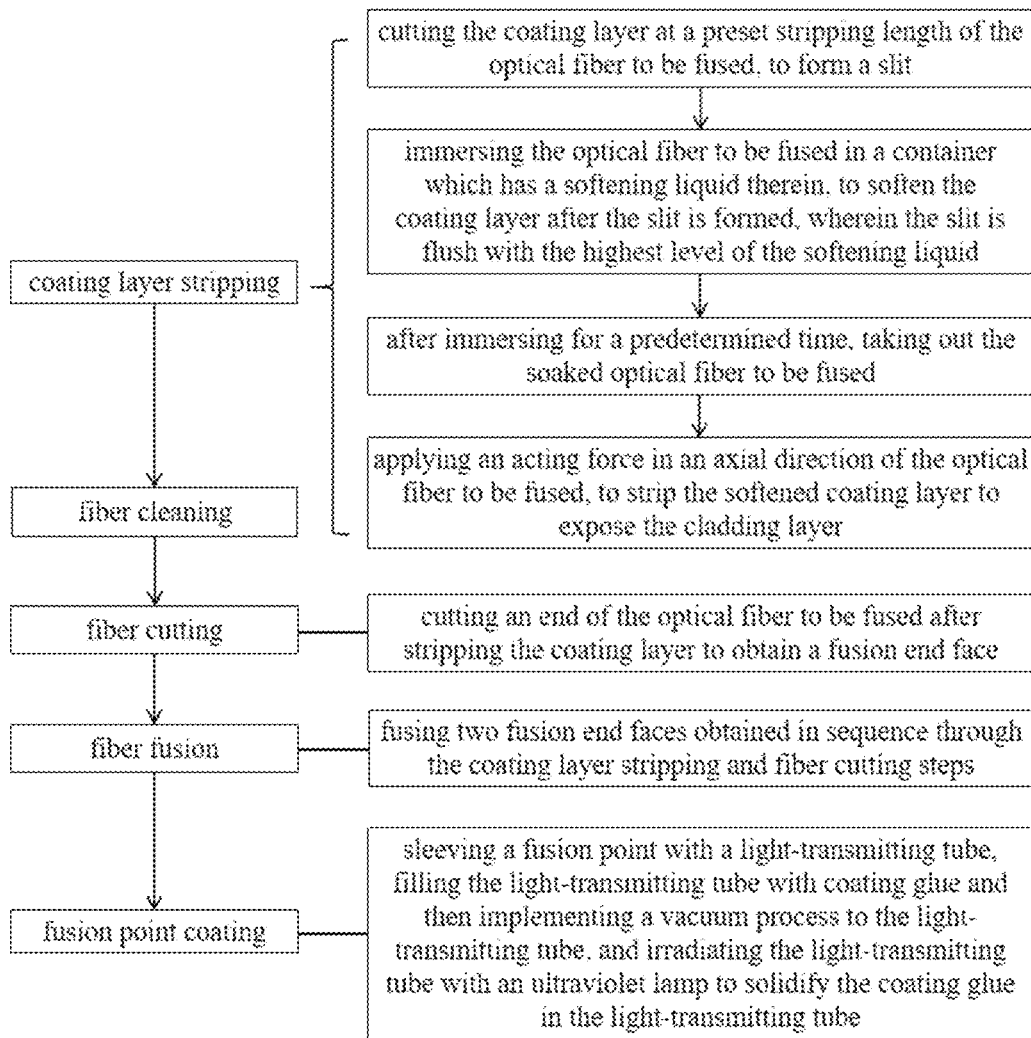 cutting the coating layer at a preset stripping length of the
optical fiber to be fused, to form a slit
immersing the optical fiber to be fused in a container
which has a softening liquid therein, to soften the
coating layer after the slit is formed, wherein the slit is
flush with the highest level of the softening liquid
coating layer stripping
after immersing for a predetermined time, taking out the
soaked optical fiber to be fused
applying an acting force in an axial direction of the optical
fiber to be fused, to strip the softened coating layer to
expose the cladding layer
fiber cleaning
fiber cutting
cutting an end of the optical fiber to be fused after
stripping the coating layer to obtain a fusion end face
fiber fusion
fusing two fusion end faces obtained in sequence through
the coating layer stripping and fiber cutting steps
fusion point coating
sleeving a fusion point with a light-transmitting tube,
filling the light-transmitting tube with coating glue and
then implementing a vacuum process to the light-
transmitting tube, and irradiating the light-transmitting
tube with an ultraviolet lamp to solidify the coating glue
in the light-transmitting tube